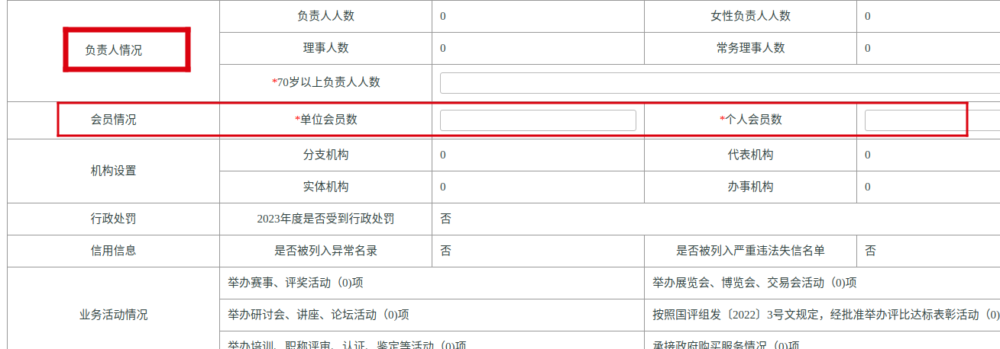 负责人情况 负责人人数 0 女性负责人人数 0
理事人数 0 常务理事人数 0
*70岁以上负责人人数
会员情况 *单位会员数 *个人会员数
机构设置 分支机构 0 代表机构 0
实体机构 0 办事机构 0
行政处罚 2023年度是否受到行政处罚 否
信用信息 是否被列入异常名录 否 是否被列入严重违法失信名单 否
业务活动情况 举办赛事、评奖活动（0)项 举办展览会、博览会、交易会活动（0)项
举办研讨会、讲座、论坛活动（0)项 按照国评组发〔2022〕3号文规定，经批准举办评比达标表彰活动（0)
举办培训、职称评审、认证、鉴定等活动（0)项 承接政府购买服务情况（0)项